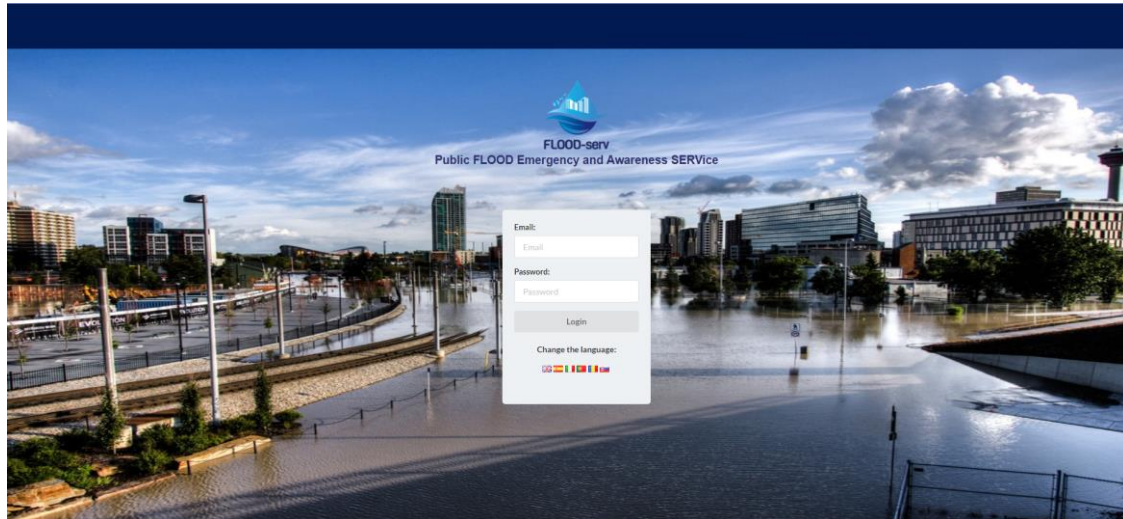 FLOOD-serv
Public FLOOD Emergency and Awareness SERVice
Email:
Email
Password:
Password
Login
Change the language: